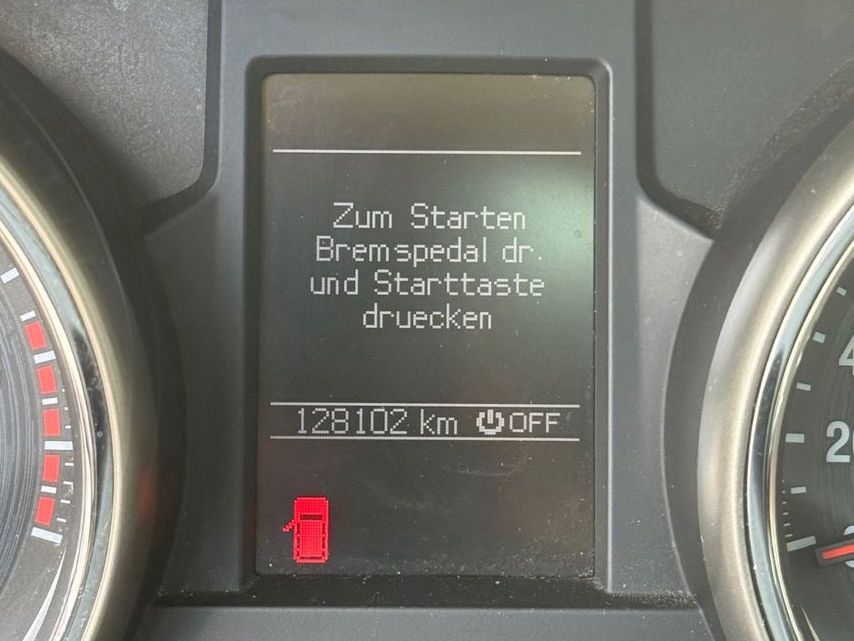 Zum Starten
Bremspedal dr.
und Starttaste
druecken
128102 km OFF